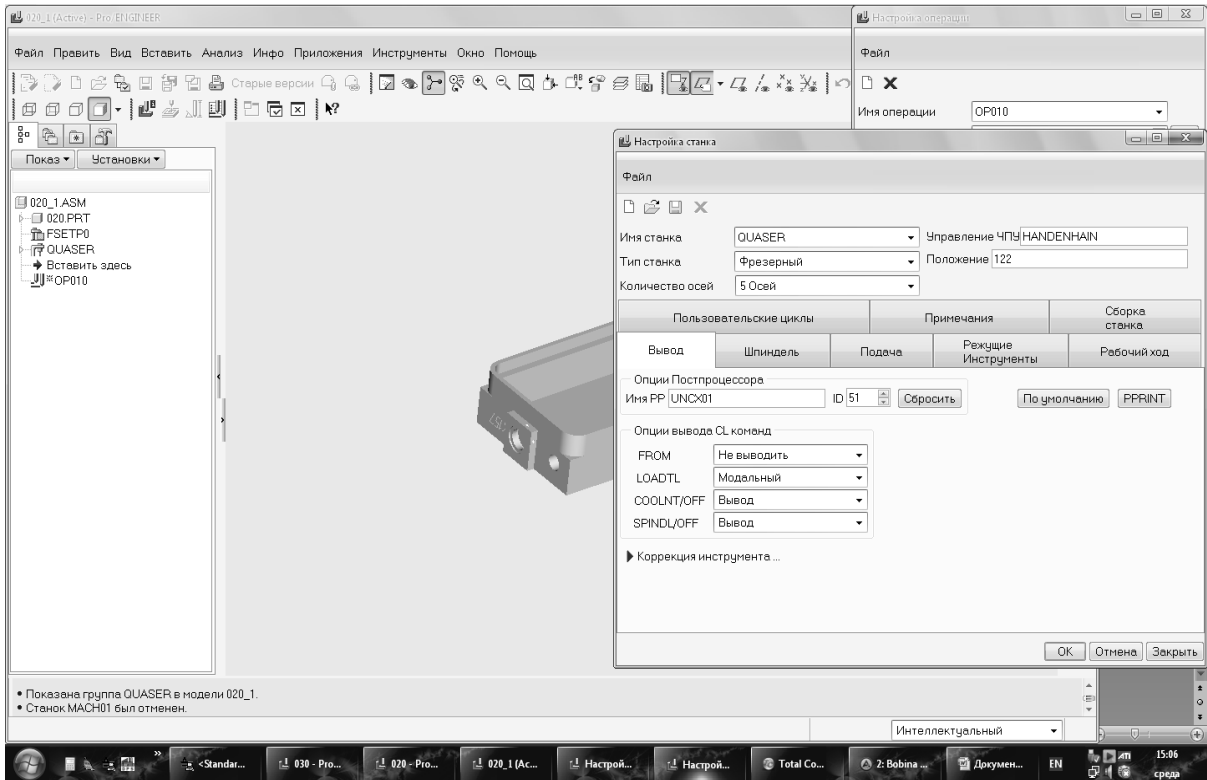 020_1 (Active) - Pro/ENGINEER
Файл Править Вид Вставить Анализ Инфо Приложения Инструменты Окно Помощь
Старые версии
Показ
Установки
020_1.ASM
020.PRT
FSETP0
QUASER
Вставить здесь
OP010
Настройка операции
Файл
Имя операции OP010
Настройка станка
Файл
Имя станка QUASER Управление ЧПУ HANDENHAIN
Тип станка Фрезерный Положение 122
Количество осей 5 Осей
Пользовательские циклы Примечания Сборка станка
Вывод Шпиндель Подача Режущие Инструменты Рабочий ход
Опции Постпроцессора
Имя PP UNCX01 ID 51 Сбросить По умолчанию PPRINT
Опции вывода CL команд
FROM Не выводить
LOADTL Модальный
COOLNT/OFF Вывод
SPINDL/OFF Вывод
Коррекция инструмента ...
OK Отмена Закрыть
• Показана группа QUASER в модели 020_1.
• Станок MACH01 был отменен.
Интеллектуальный
<Standar... 030 - Pro... 020 - Pro... 020_1 (Ac... Настрой... Настрой... Total Co... 2: Bobina ... Докумен... EN 15:06
среда